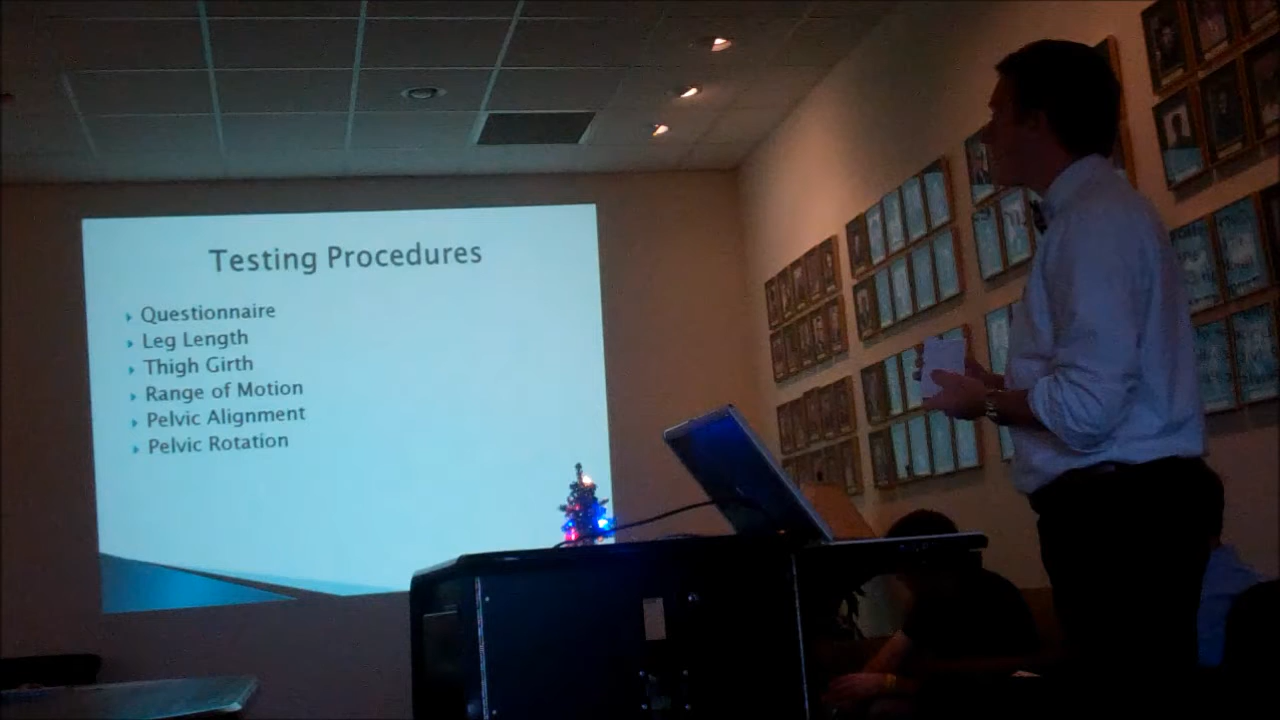 Testing Procedures
Questionnaire
Leg Length
Thigh Girth
Range of Motion
Pelvic Alignment
Pelvic Rotation